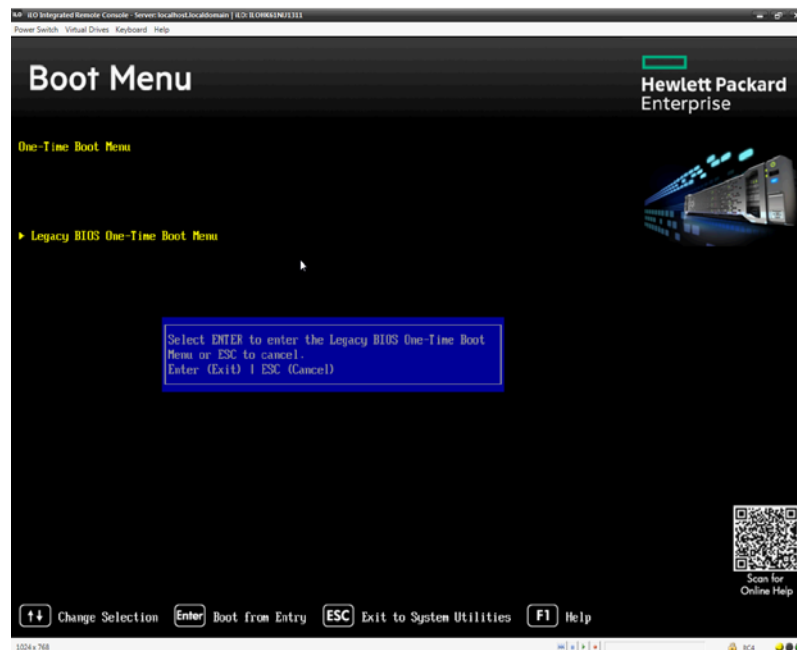 iLO Integrated Remote Console - Server: localhost.localdomain | iLO: ILOHK61NU1311
Power Switch Virtual Drives Keyboard Help
Boot Menu
Hewlett Packard
Enterprise
One-Time Boot Menu
▶ Legacy BIOS One-Time Boot Menu
Select ENTER to enter the Legacy BIOS One-Time Boot
Menu or ESC to cancel.
Enter (Exit) | ESC (Cancel)
Scan for
Online Help
↑↓ Change Selection Enter Boot from Entry ESC Exit to System Utilities F1 Help
1024 x 768 RC4